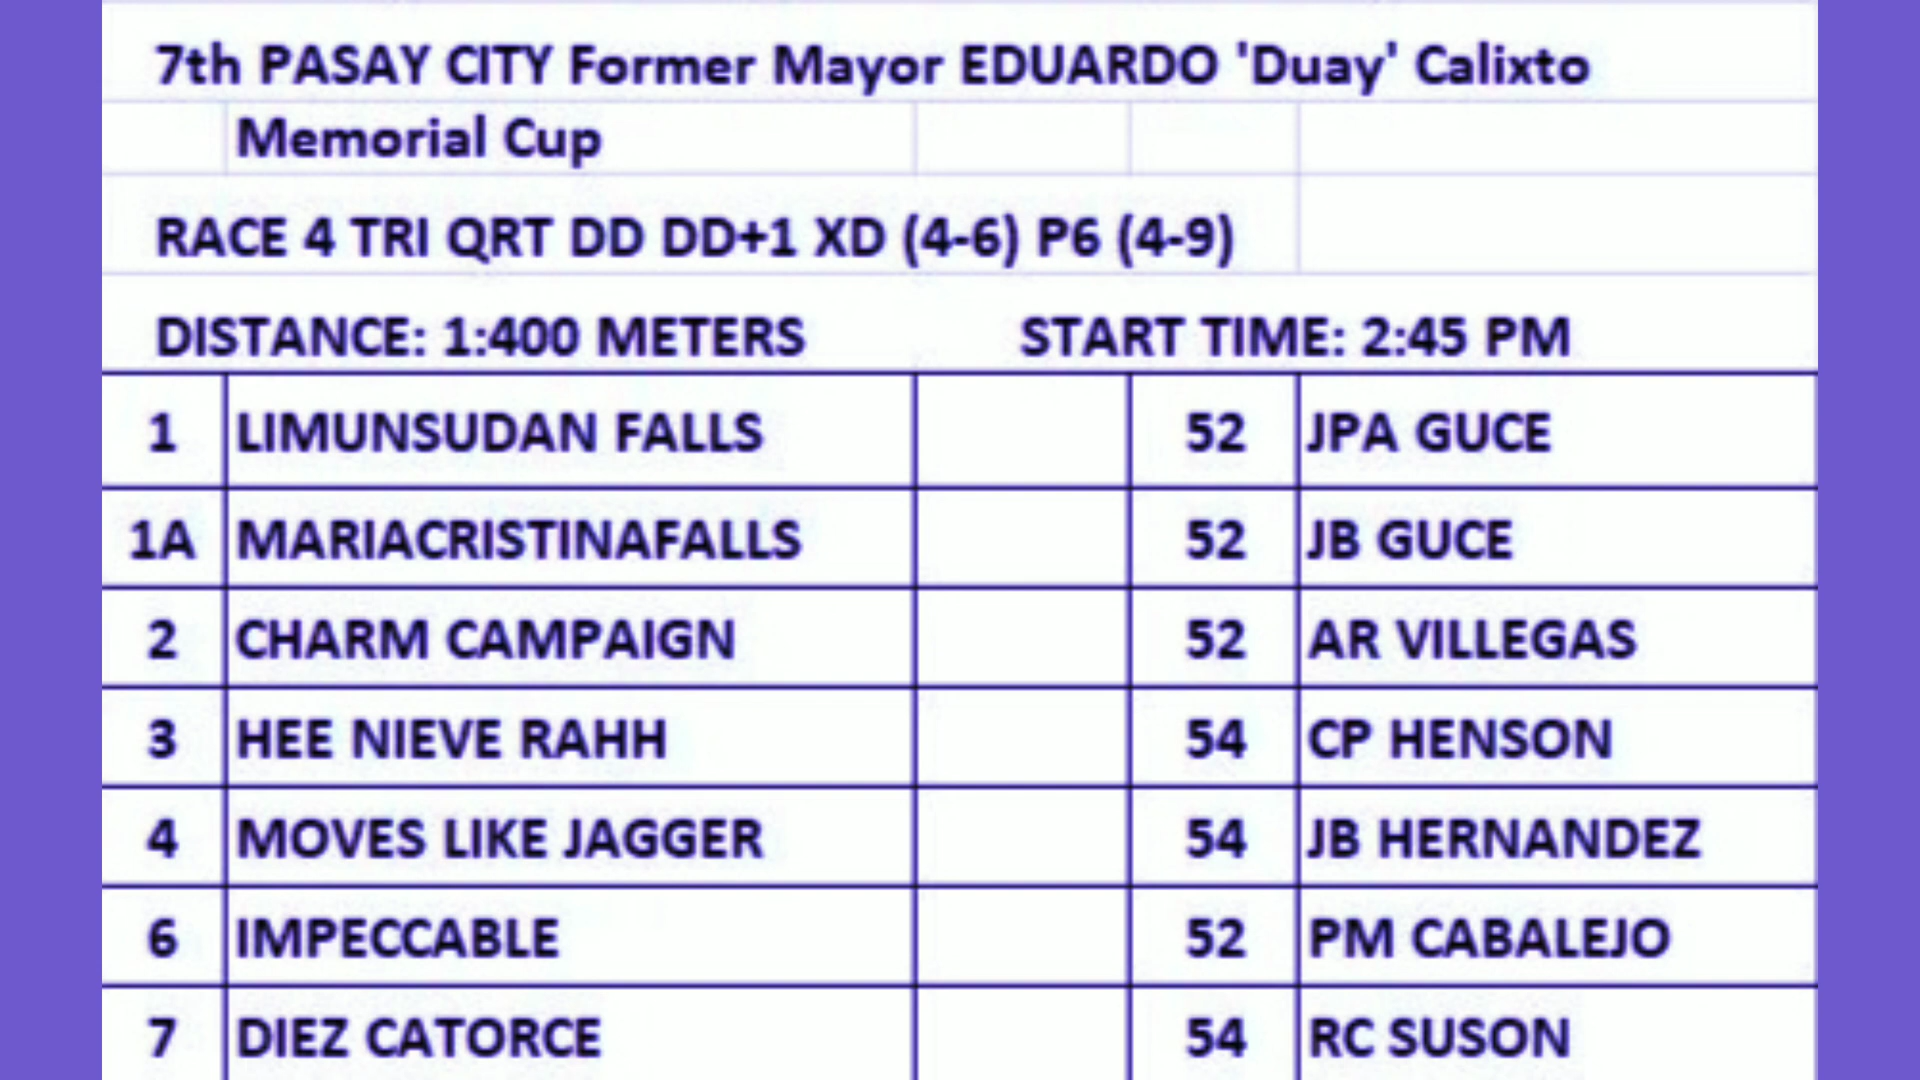 7th PASAY CITY Former Mayor EDUARDO 'Duay' Calixto
Memorial Cup
RACE 4 TRI QRT DD DD+1 XD (4-6) P6 (4-9)
DISTANCE: 1:400 METERS START TIME: 2:45 PM
1 LIMUNSUDAN FALLS 52 JPA GUCE
1A MARIACRISTINAFALLS 52 JB GUCE
2 CHARM CAMPAIGN 52 AR VILLEGAS
3 HEE NIEVE RAHH 54 CP HENSON
4 MOVES LIKE JAGGER 54 JB HERNANDEZ
6 IMPECCABLE 52 PM CABALEJO
7 DIEZ CATORCE 54 RC SUSON